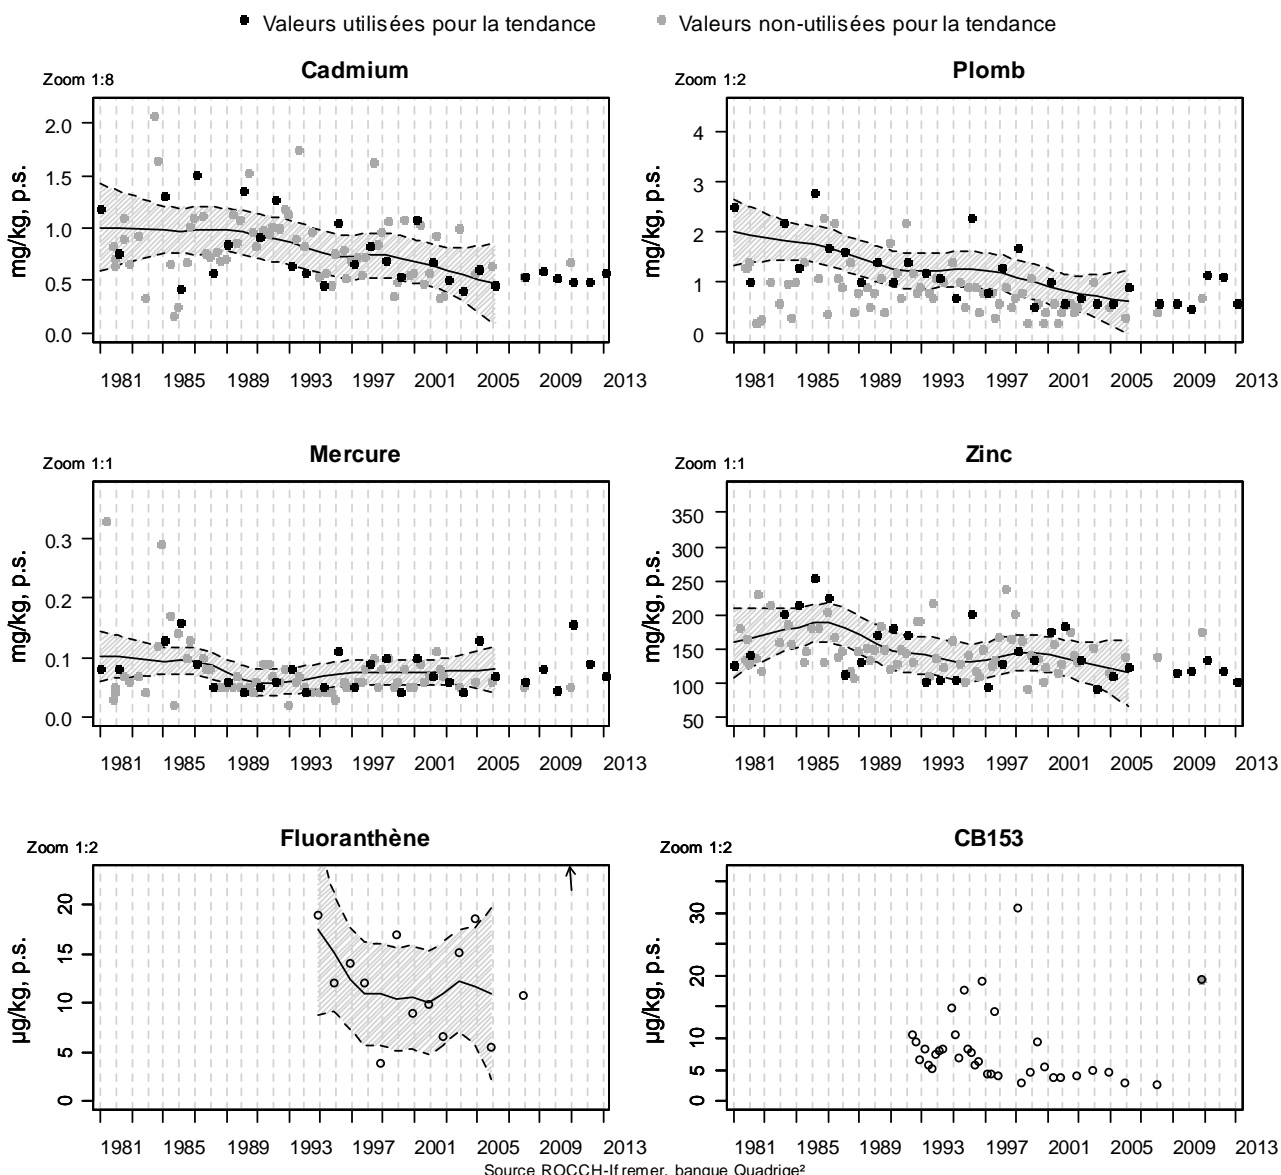 Valeurs utilisées pour la tendance Valeurs non-utilisées pour la tendance
Zoom 1:8 Cadmium
mg/kg, p.s.
2.0
1.5
1.0
0.5
0.0
1981 1985 1989 1993 1997 2001 2005 2009 2013
Zoom 1:2 Plomb
mg/kg, p.s.
4
3
2
1
0
1981 1985 1989 1993 1997 2001 2005 2009 2013
Zoom 1:1 Mercure
mg/kg, p.s.
0.3
0.2
0.1
0.0
1981 1985 1989 1993 1997 2001 2005 2009 2013
Zoom 1:1 Zinc
mg/kg, p.s.
350
300
250
200
150
100
50
1981 1985 1989 1993 1997 2001 2005 2009 2013
Zoom 1:2 Fluoranthène
µg/kg, p.s.
20
15
10
5
0
1981 1985 1989 1993 1997 2001 2005 2009 2013
Zoom 1:2 CB153
µg/kg, p.s.
30
20
10
5
0
1981 1985 1989 1993 1997 2001 2005 2009 2013
Source ROCCH-Ifremer, banque Quadrige²